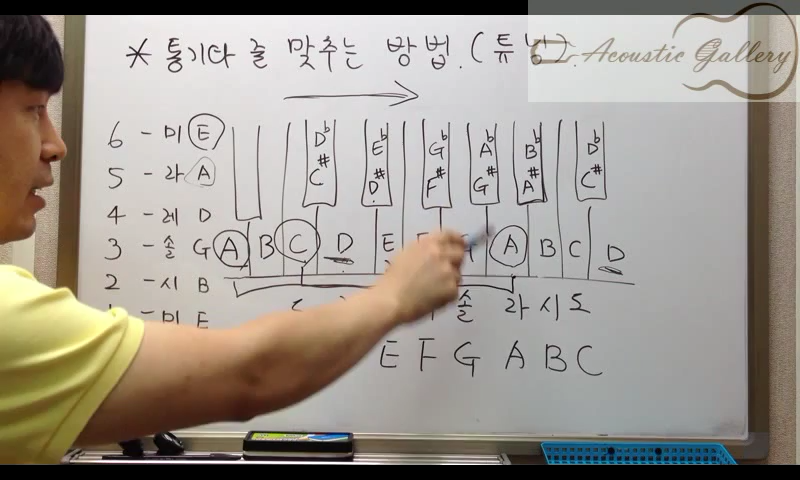 * 통기타 줄 맞추는 방법.(튜닝).
Acoustic Gallery
6 - 미 E
5 - 라 A
4 - 레 D
3 - 솔 G
2 - 시 B
미 E
D♭ E♭ G♭ A♭ B♭ D♭
C# D# F# G# A# C#
A B C D E G A B C D
솔 라 시 도
E F G A B C